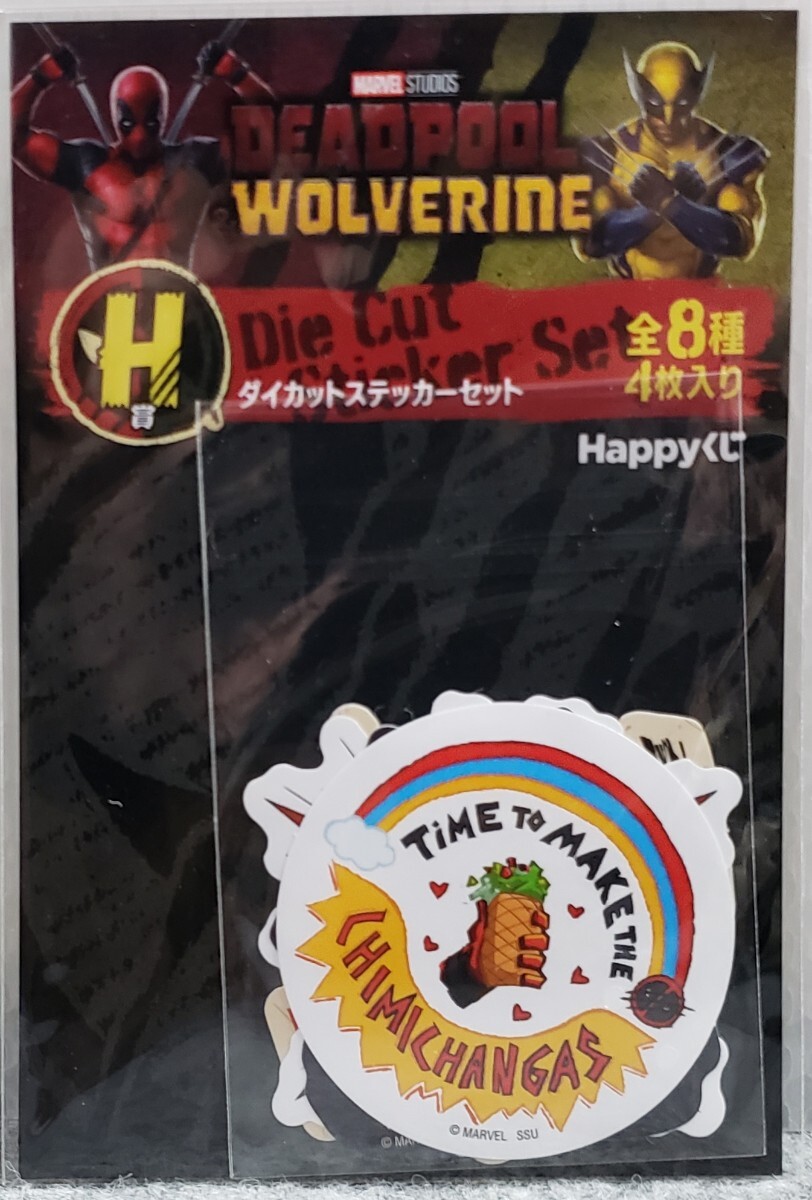 MARVEL STUDIOS
DEADPOOL
WOLVERINE
H
賞
Die Cut
Sticker Set
全8種
4枚入り
ダイカットステッカーセット
Happyくじ
TiME TO MAKE THE
CHIMICHANGAS
© MARVEL SSU